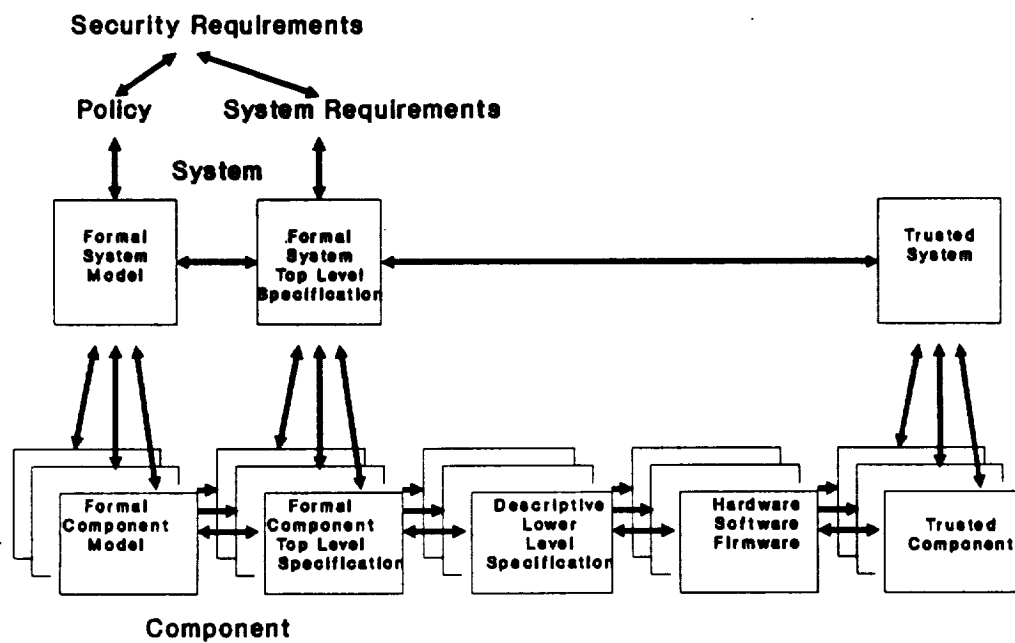 Security Requirements
Policy
System Requirements
System
Formal
System
Model
.Formal
System
Top Level
Specification
Trusted
System
Formal
Component
Model
Formal
Component
Top Level
Specification
Descriptive
Lower
Level
Specification
Hardware
Software
Firmware
Trusted
Component
Component